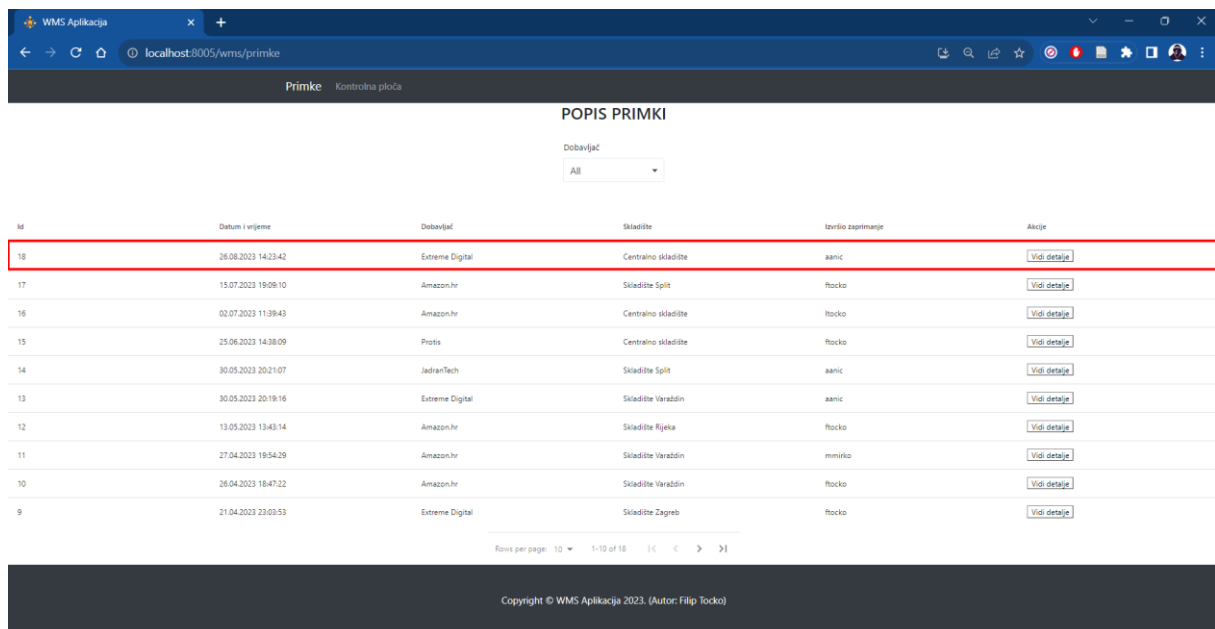 WMS Aplikacija
localhost:8005/wms/primke
Primke Kontrolna ploča
POPIS PRIMKI
Dobavljač
All
Id Datum i vrijeme Dobavljač Skladište Izvršio zaprimanje Akcije
18 26.08.2023 14:23:42 Extreme Digital Centralno skladište aanic Vidi detalje
17 15.07.2023 19:09:10 Amazon.hr Skladište Split ftocko Vidi detalje
16 02.07.2023 11:39:43 Amazon.hr Centralno skladište ltocko Vidi detalje
15 25.06.2023 14:38:09 Protis Centralno skladište ftocko Vidi detalje
14 30.05.2023 20:21:07 JadranTech Skladište Split aanic Vidi detalje
13 30.05.2023 20:19:16 Extreme Digital Skladište Varaždin aanic Vidi detalje
12 13.05.2023 13:43:14 Amazon.hr Skladište Rijeka ftocko Vidi detalje
11 27.04.2023 19:54:29 Amazon.hr Skladište Varaždin mmirko Vidi detalje
10 26.04.2023 18:47:22 Amazon.hr Skladište Varaždin ftocko Vidi detalje
9 21.04.2023 23:03:53 Extreme Digital Skladište Zagreb ftocko Vidi detalje
Rows per page: 10 1-10 of 18
Copyright © WMS Aplikacija 2023. (Autor: Filip Tocko)